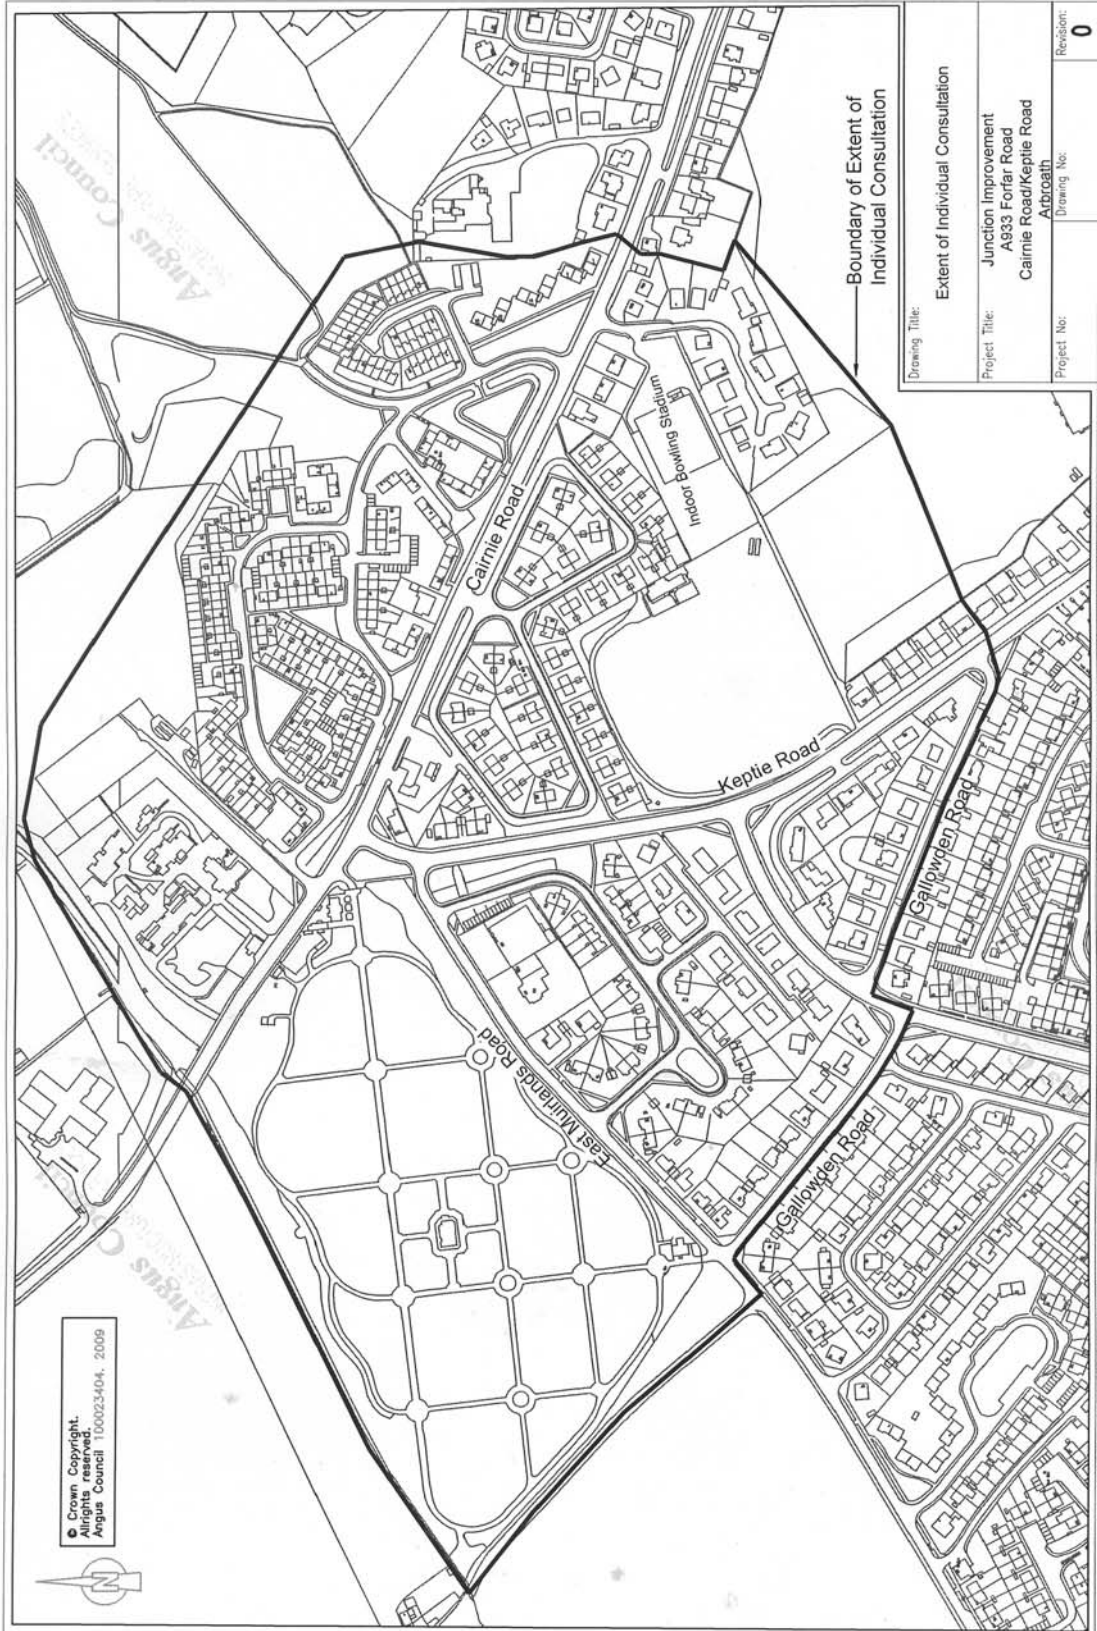 © Crown Copyright.
Allrights reserved.
Angus Council 100023404, 2009
N
Angus Council
Angus Council
Cairnie Road
Indoor Bowling Stadium
Keptie Road
East Muirlands Road
Gallowden Road
Gallowden Road
Boundary of Extent of
Individual Consultation
Drawing Title:
Extent of Individual Consultation
Project Title:
Junction Improvement
A933 Forfar Road
Cairnie Road/Keptie Road
Arbroath
Project No:
Drawing No:
Revision:
0